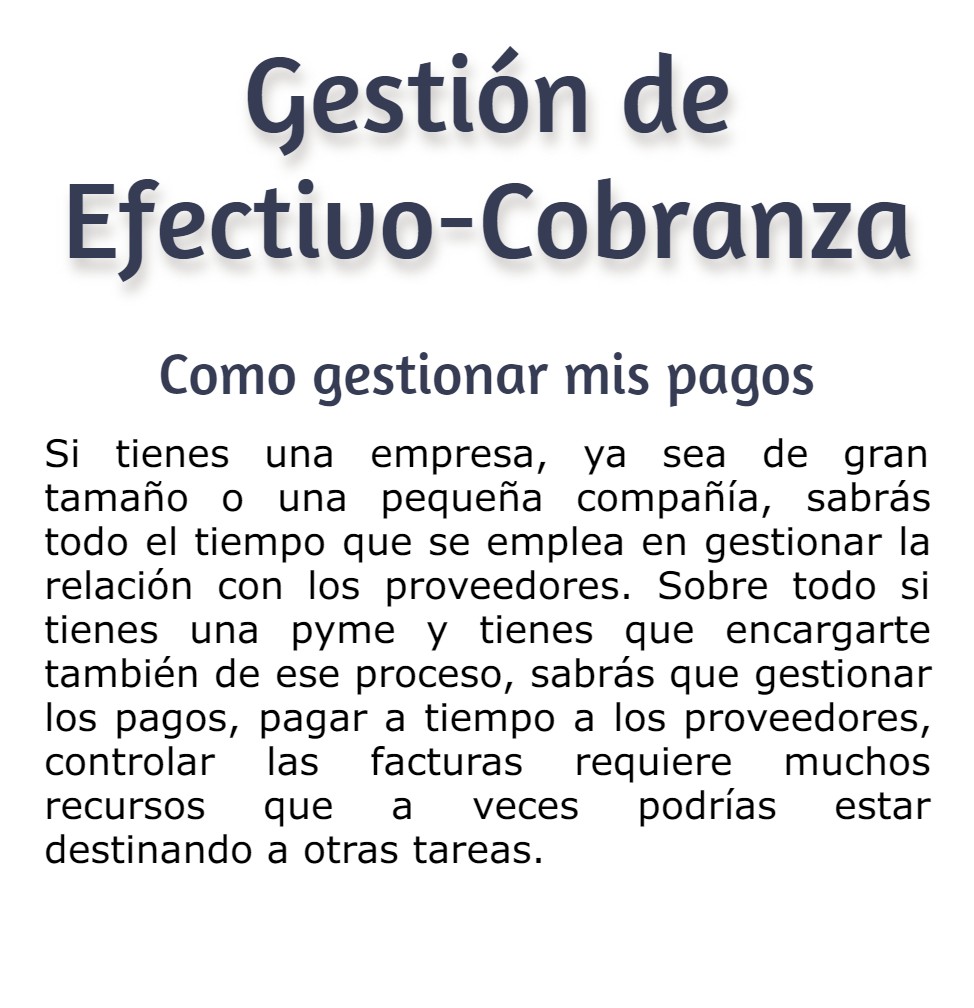 Gestión de
Efectivo-Cobranza
Como gestionar mis pagos
Si tienes una empresa, ya sea de gran
tamaño o una pequeña compañía, sabrás
todo el tiempo que se emplea en gestionar la
relación con los proveedores. Sobre todo si
tienes una pyme y tienes que encargarte
también de ese proceso, sabrás que gestionar
los pagos, pagar a tiempo a los proveedores,
controlar las facturas requiere muchos
recursos que a veces podrías estar
destinando a otras tareas.